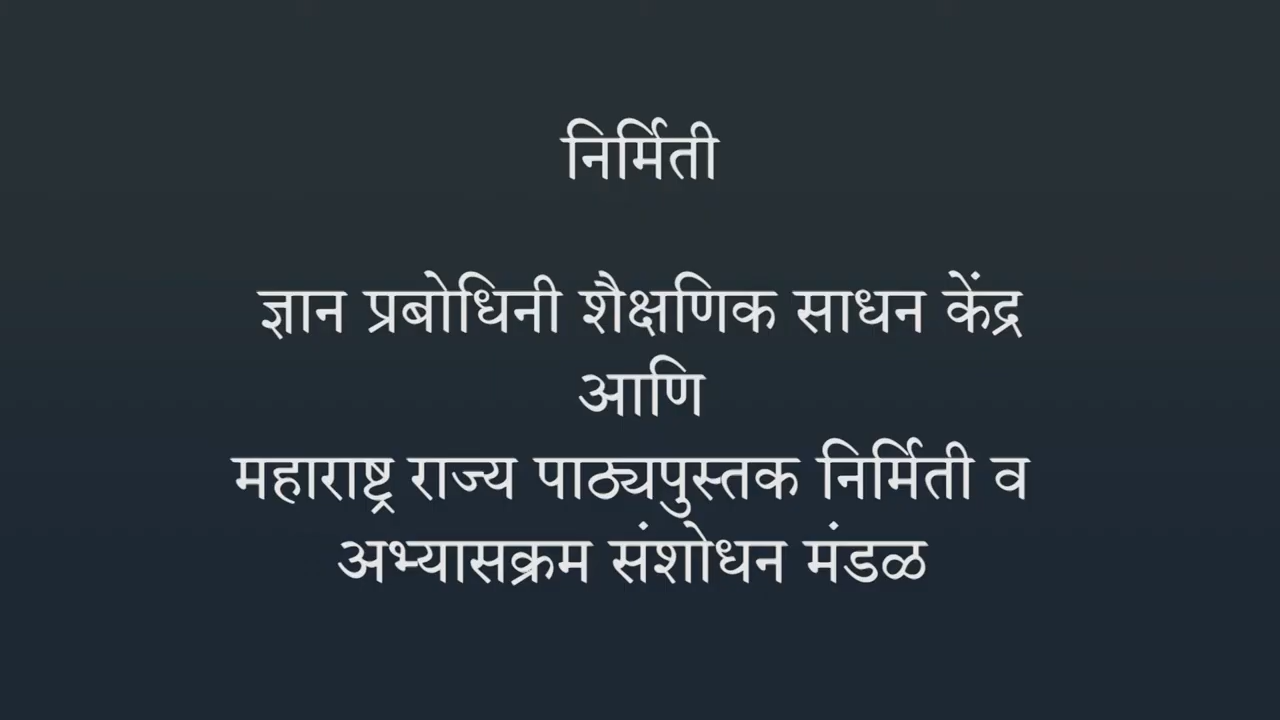 निर्मिती
ज्ञान प्रबोधिनी शैक्षणिक साधन केंद्र
आणि
महाराष्ट्र राज्य पाठ्यपुस्तक निर्मिती व
अभ्यासक्रम संशोधन मंडळ